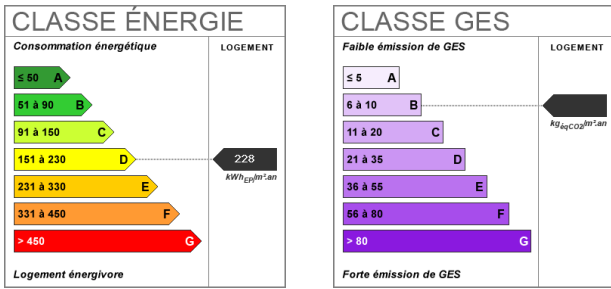 CLASSE ÉNERGIE
Consommation énergétique
LOGEMENT
≤ 50 A
51 à 90 B
91 à 150 C
151 à 230 D
228
kWhEP/m².an
231 à 330 E
331 à 450 F
> 450 G
Logement énergivore
CLASSE GES
Faible émission de GES
LOGEMENT
≤ 5 A
6 à 10 B
kgéqCO2/m².an
11 à 20 C
21 à 35 D
36 à 55 E
56 à 80 F
> 80 G
Forte émission de GES